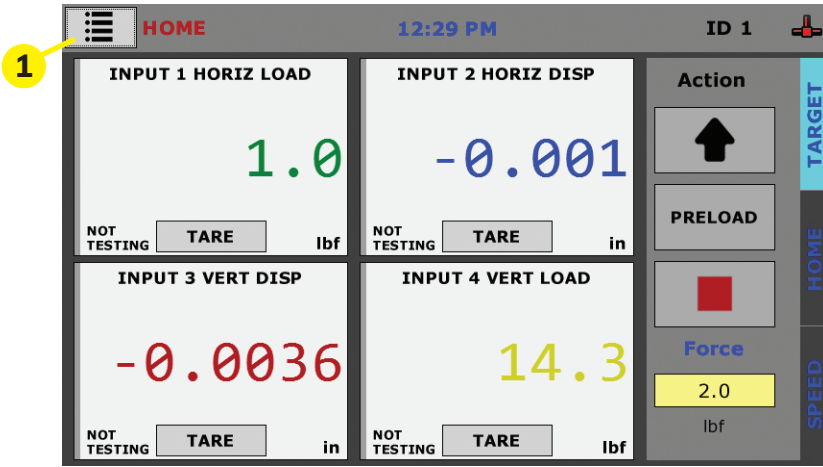 HOME 12:29 PM ID 1
1
INPUT 1 HORIZ LOAD
1.0
NOT TESTING TARE lbf
INPUT 2 HORIZ DISP
-0.001
NOT TESTING TARE in
INPUT 3 VERT DISP
-0.0036
NOT TESTING TARE in
INPUT 4 VERT LOAD
14.3
NOT TESTING TARE lbf
Action
PRELOAD
Force
2.0
lbf
TARGET
HOME
SPEED